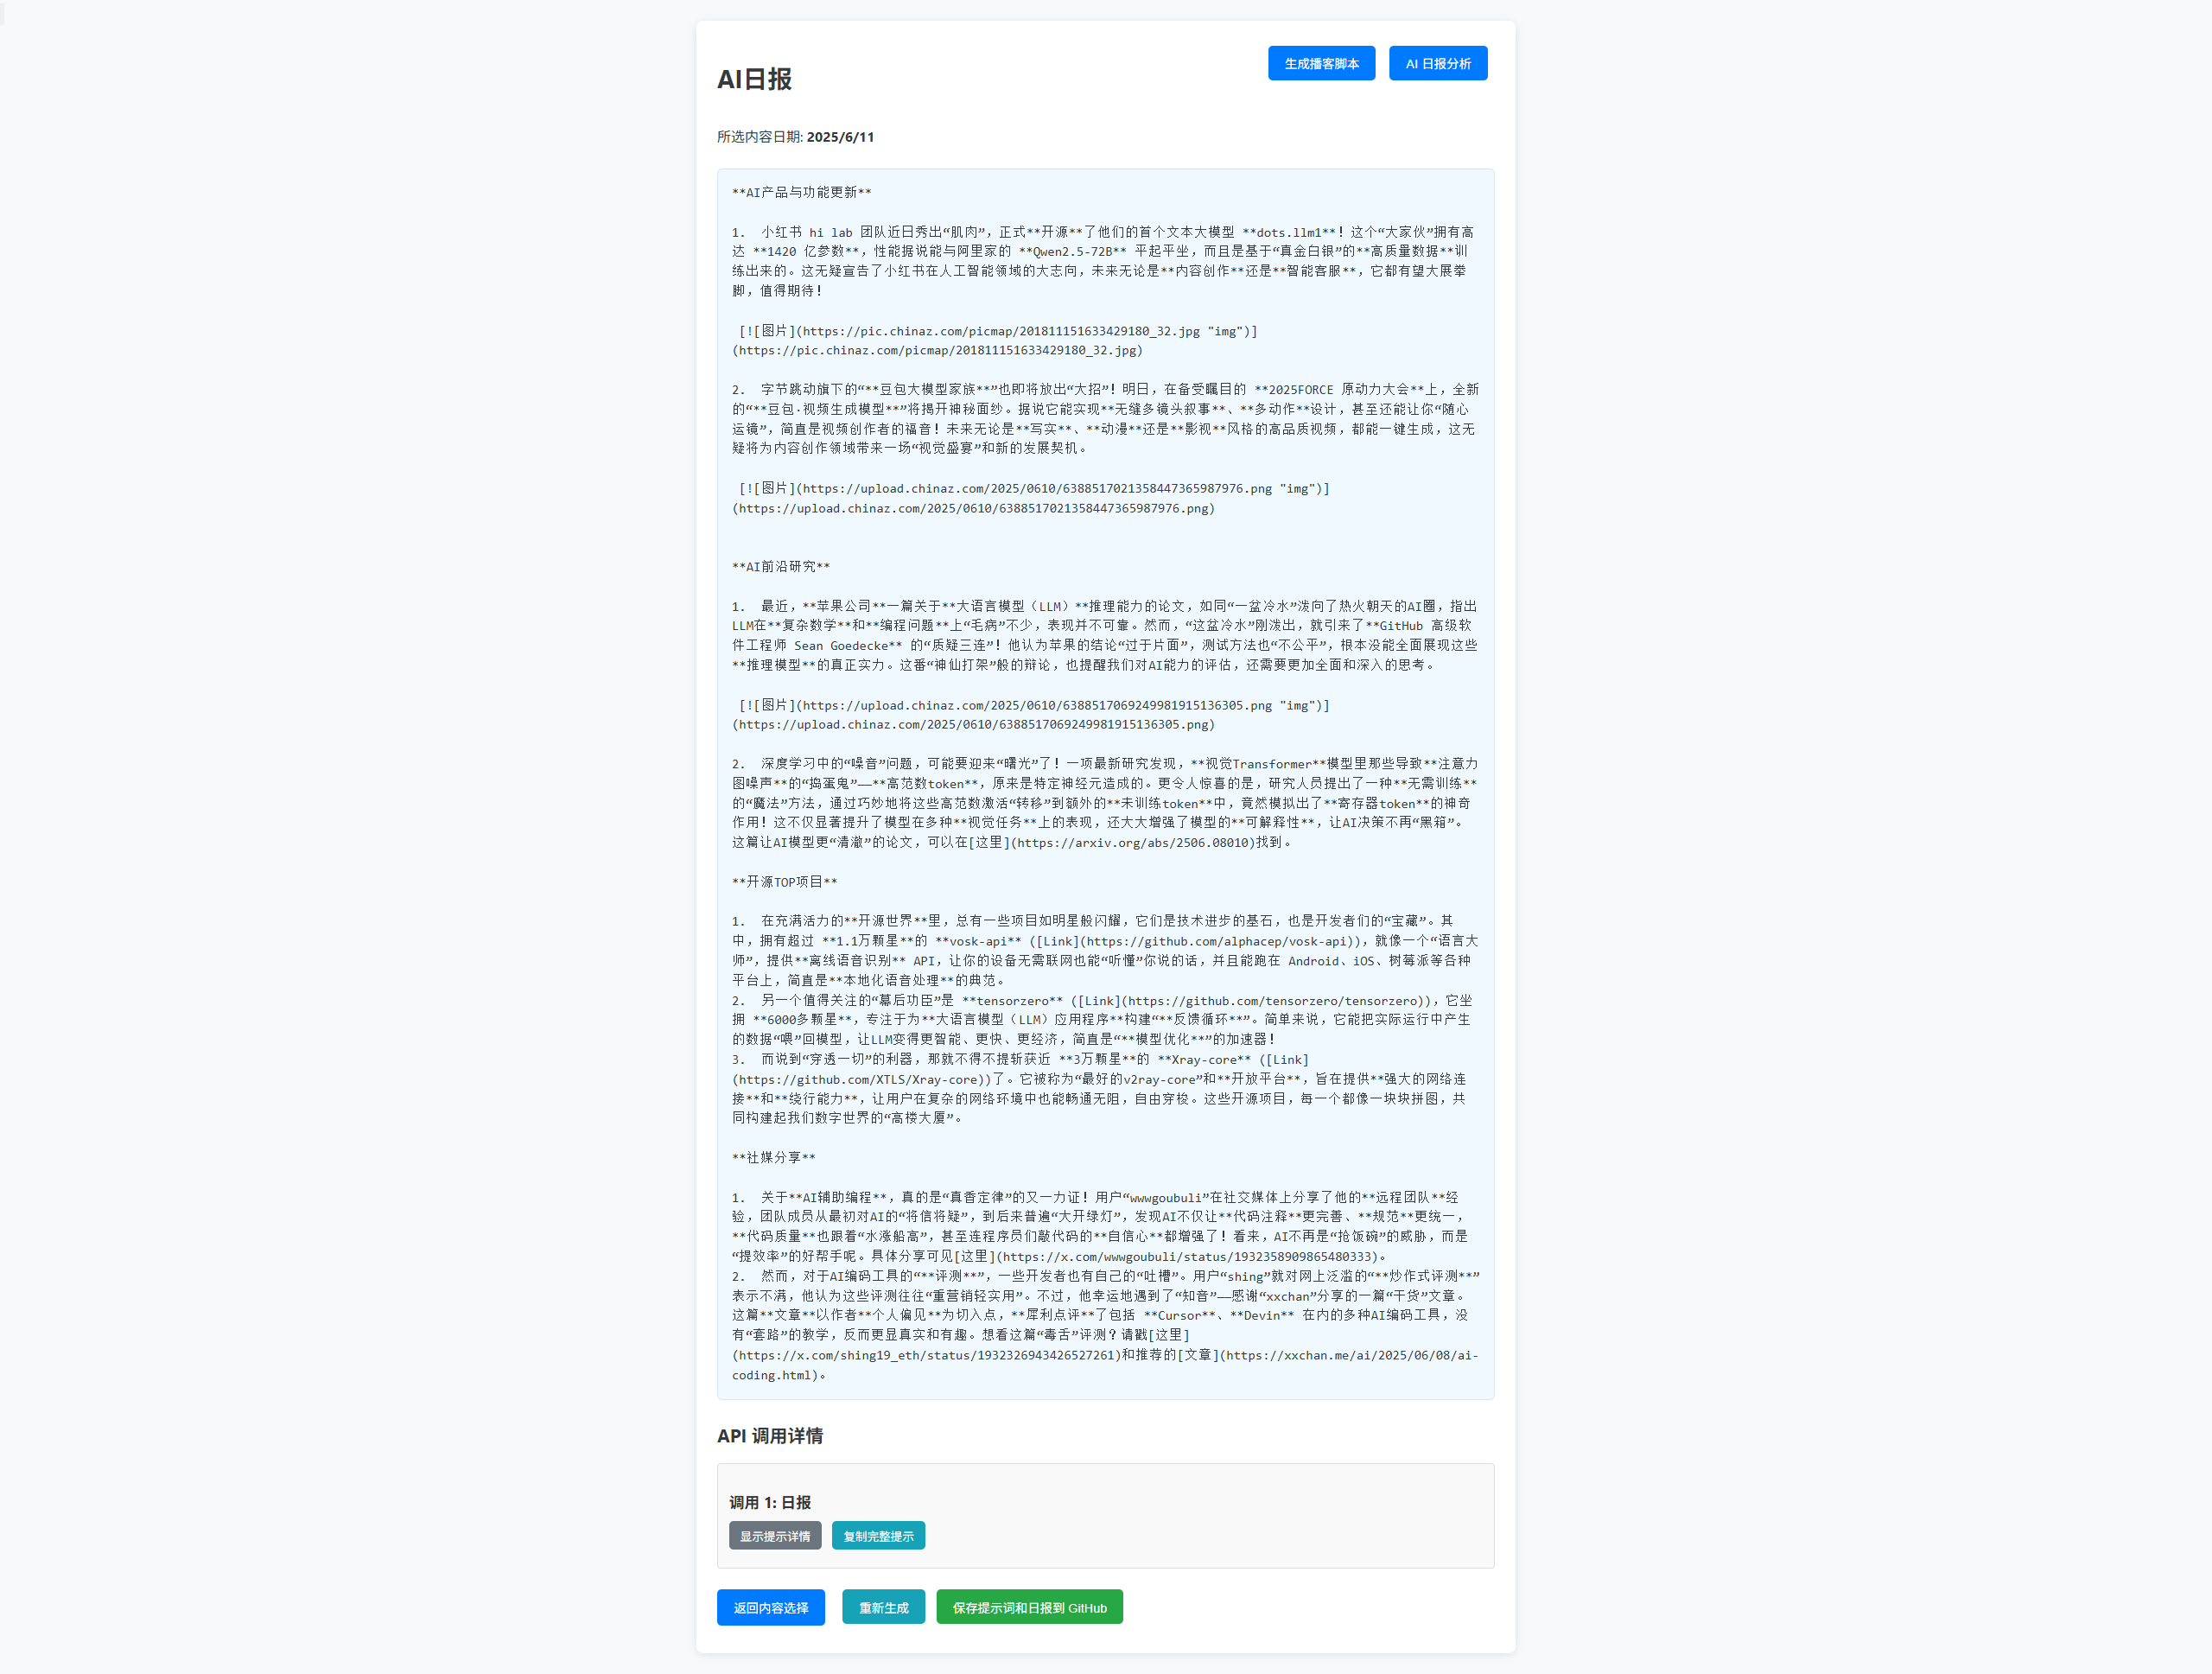 AI日报
生成播客脚本
AI 日报分析
所选内容日期: 2025/6/11
**AI产品与功能更新**
1.  小红书 hi lab 团队近日秀出“肌肉”，正式**开源**了他们的首个文本大模型 **dots.llm1**！这个“大家伙”拥有高
达 **1420 亿参数**，性能据说能与阿里家的 **Qwen2.5-72B** 平起平坐，而且是基于“真金白银”的**高质量数据**训
练出来的。这无疑宣告了小红书在人工智能领域的大志向，未来无论是**内容创作**还是**智能客服**，它都有望大展拳
脚，值得期待！
[![图片](https://pic.chinaz.com/picmap/201811151633429180_32.jpg "img")]
(https://pic.chinaz.com/picmap/201811151633429180_32.jpg)
2.  字节跳动旗下的“**豆包大模型家族**”也即将放出“大招”！明日，在备受瞩目的 **2025FORCE 原动力大会**上，全新
的“**豆包·视频生成模型**”将揭开神秘面纱。据说它能实现**无缝多镜头叙事**、**多动作**设计，甚至还能让你“随心
运镜”，简直是视频创作者的福音！未来无论是**写实**、**动漫**还是**影视**风格的高品质视频，都能一键生成，这无
疑将为内容创作领域带来一场“视觉盛宴”和新的发展契机。
[![图片](https://upload.chinaz.com/2025/0610/6388517021358447365987976.png "img")]
(https://upload.chinaz.com/2025/0610/6388517021358447365987976.png)
**AI前沿研究**
1.  最近，**苹果公司**一篇关于**大语言模型（LLM）**推理能力的论文，如同“一盆冷水”泼向了热火朝天的AI圈，指出
LLM在**复杂数学**和**编程问题**上“毛病”不少，表现并不可靠。然而，“这盆冷水”刚泼出，就引来了**GitHub 高级软
件工程师 Sean Goedecke** 的“质疑三连”！他认为苹果的结论“过于片面”，测试方法也“不公平”，根本没能全面展现这些
**推理模型**的真正实力。这番“神仙打架”般的辩论，也提醒我们对AI能力的评估，还需要更加全面和深入的思考。
[![图片](https://upload.chinaz.com/2025/0610/6388517069249981915136305.png "img")]
(https://upload.chinaz.com/2025/0610/6388517069249981915136305.png)
2.  深度学习中的“噪音”问题，可能要迎来“曙光”了！一项最新研究发现，**视觉Transformer**模型里那些导致**注意力
图噪声**的“捣蛋鬼”——**高范数token**，原来是特定神经元造成的。更令人惊喜的是，研究人员提出了一种**无需训练**
的“魔法”方法，通过巧妙地将这些高范数激活“转移”到额外的**未训练token**中，竟然模拟出了**寄存器token**的神奇
作用！这不仅显著提升了模型在多种**视觉任务**上的表现，还大大增强了模型的**可解释性**，让AI决策不再“黑箱”。
这篇让AI模型更“清澈”的论文，可以在[这里](https://arxiv.org/abs/2506.08010)找到。
**开源TOP项目**
1.  在充满活力的**开源世界**里，总有一些项目如明星般闪耀，它们是技术进步的基石，也是开发者们的“宝藏”。其
中，拥有超过 **1.1万颗星**的 **vosk-api** ([Link](https://github.com/alphacep/vosk-api))，就像一个“语言大
师”，提供**离线语音识别** API，让你的设备无需联网也能“听懂”你说的话，并且能跑在 Android、iOS、树莓派等各种
平台上，简直是**本地化语音处理**的典范。
2.  另一个值得关注的“幕后功臣”是 **tensorzero** ([Link](https://github.com/tensorzero/tensorzero))，它坐
拥 **6000多颗星**，专注于为**大语言模型（LLM）应用程序**构建“**反馈循环**”。简单来说，它能把实际运行中产生
的数据“喂”回模型，让LLM变得更智能、更快、更经济，简直是“**模型优化**”的加速器！
3.  而说到“穿透一切”的利器，那就不得不提斩获近 **3万颗星**的 **Xray-core** ([Link]
(https://github.com/XTLS/Xray-core))了。它被称为“最好的v2ray-core”和**开放平台**，旨在提供**强大的网络连
接**和**绕行能力**，让用户在复杂的网络环境中也能畅通无阻，自由穿梭。这些开源项目，每一个都像一块块拼图，共
同构建起我们数字世界的“高楼大厦”。
**社媒分享**
1.  关于**AI辅助编程**，真的是“真香定律”的又一力证！用户“wwwgoubuli”在社交媒体上分享了他的**远程团队**经
验，团队成员从最初对AI的“将信将疑”，到后来普遍“大开绿灯”，发现AI不仅让**代码注释**更完善、**规范**更统一，
**代码质量**也跟着“水涨船高”，甚至连程序员们敲代码的**自信心**都增强了！看来，AI不再是“抢饭碗”的威胁，而是
“提效率”的好帮手呢。具体分享可见[这里](https://x.com/wwwgoubuli/status/1932358909865480333)。
2.  然而，对于AI编码工具的“**评测**”，一些开发者也有自己的“吐槽”。用户“shing”就对网上泛滥的“**炒作式评测**”
表示不满，他认为这些评测往往“重营销轻实用”。不过，他幸运地遇到了“知音”——感谢“xxchan”分享的一篇“干货”文章。
这篇**文章**以作者**个人偏见**为切入点，**犀利点评**了包括 **Cursor**、**Devin** 在内的多种AI编码工具，没
有“套路”的教学，反而更显真实和有趣。想看这篇“毒舌”评测？请戳[这里]
(https://x.com/shing19_eth/status/1932326943426527261)和推荐的[文章](https://xxchan.me/ai/2025/06/08/ai-
coding.html)。
API 调用详情
调用 1: 日报
显示提示详情
复制完整提示
返回内容选择
重新生成
保存提示词和日报到 GitHub